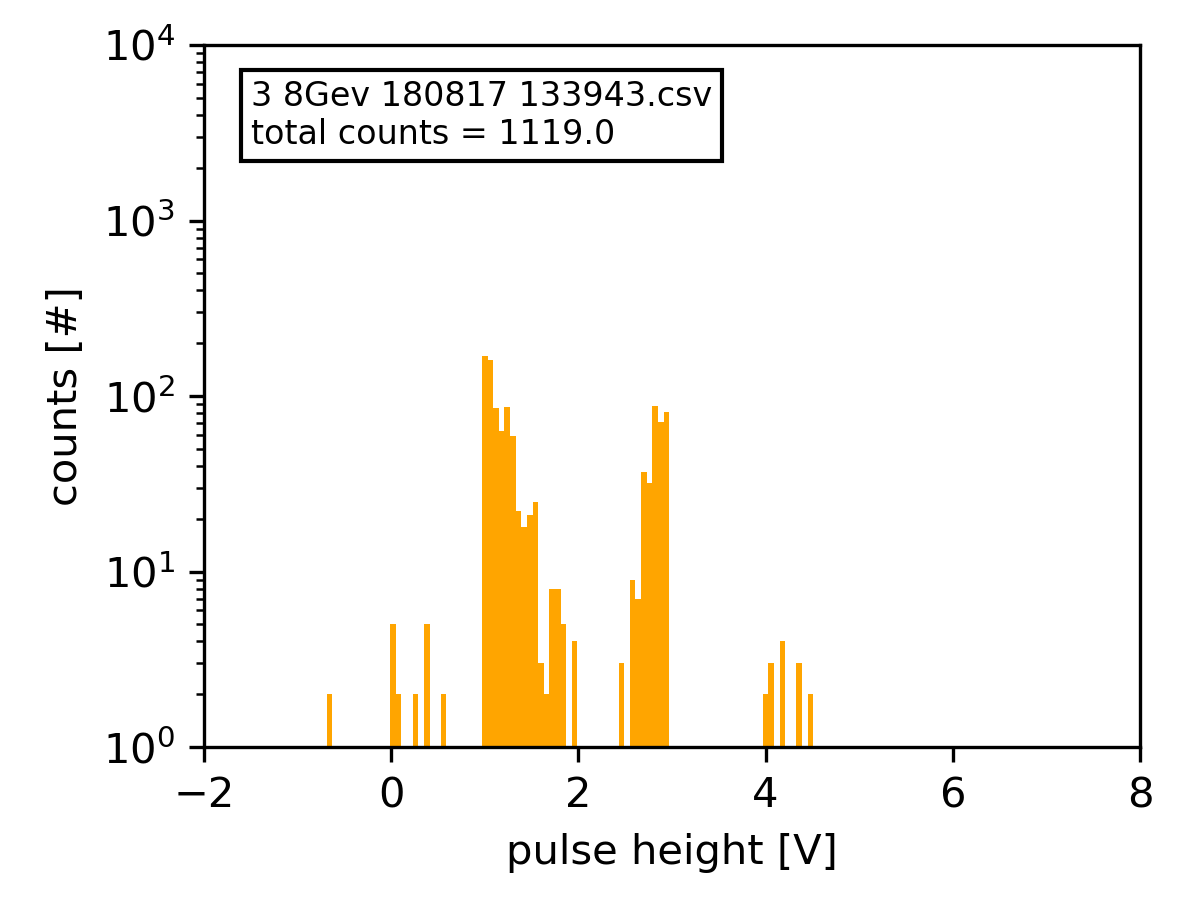 10⁴
3 8Gev 180817 133943.csv
total counts = 1119.0
10³
counts [#]
10²
10¹
10⁰
−2 0 2 4 6 8
pulse height [V]